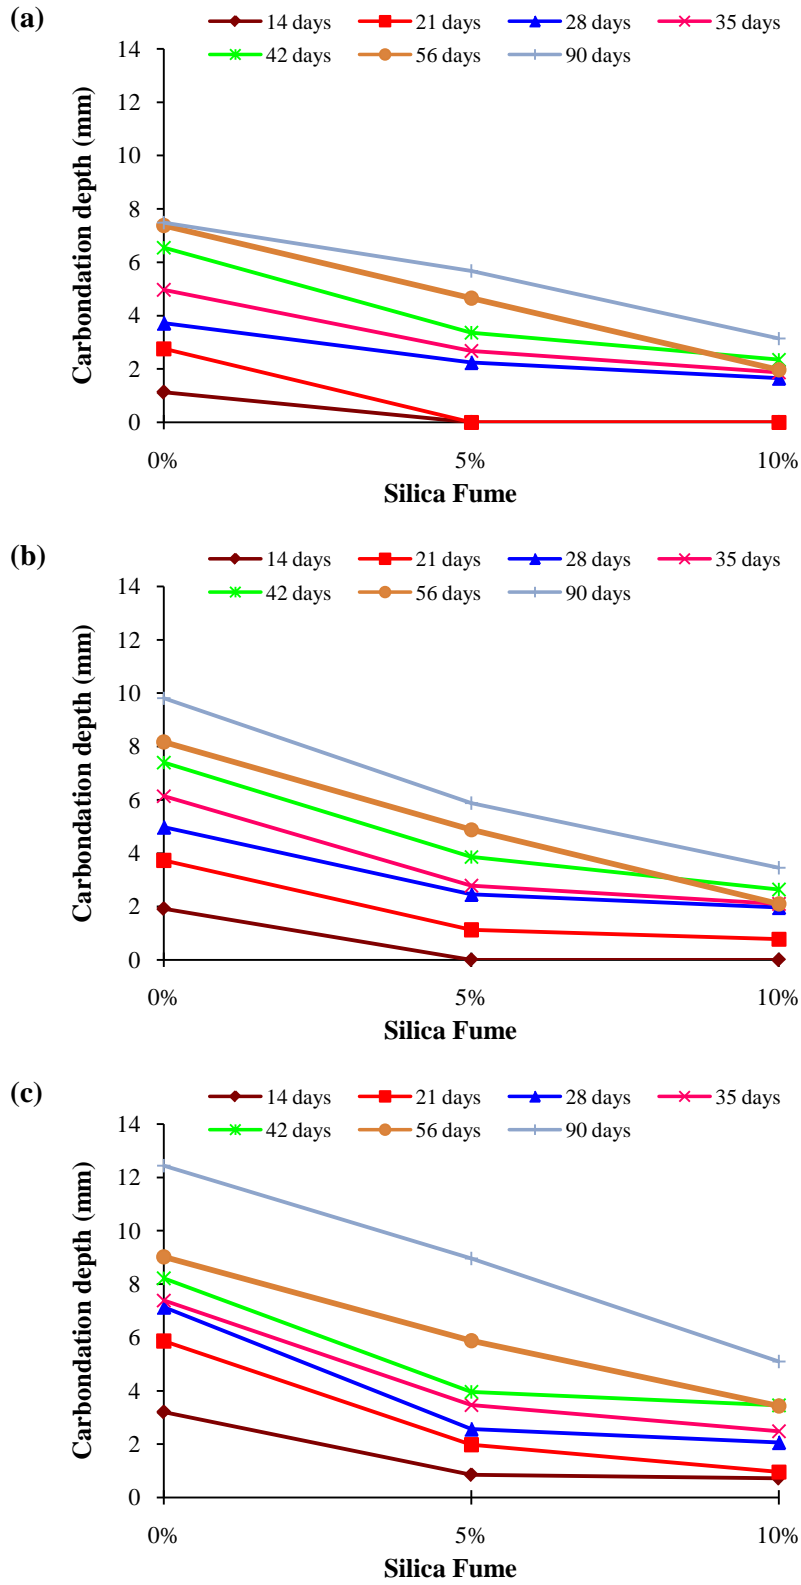 (a)
14 days 21 days 28 days 35 days
42 days 56 days 90 days
Carbondation depth (mm)
14
12
10
8
6
4
2
0
0% 5% 10%
Silica Fume
(b)
14 days 21 days 28 days 35 days
42 days 56 days 90 days
Carbondation depth (mm)
14
12
10
8
6
4
2
0
0% 5% 10%
Silica Fume
(c)
14 days 21 days 28 days 35 days
42 days 56 days 90 days
Carbondation depth (mm)
14
12
10
8
6
4
2
0
0% 5% 10%
Silica Fume